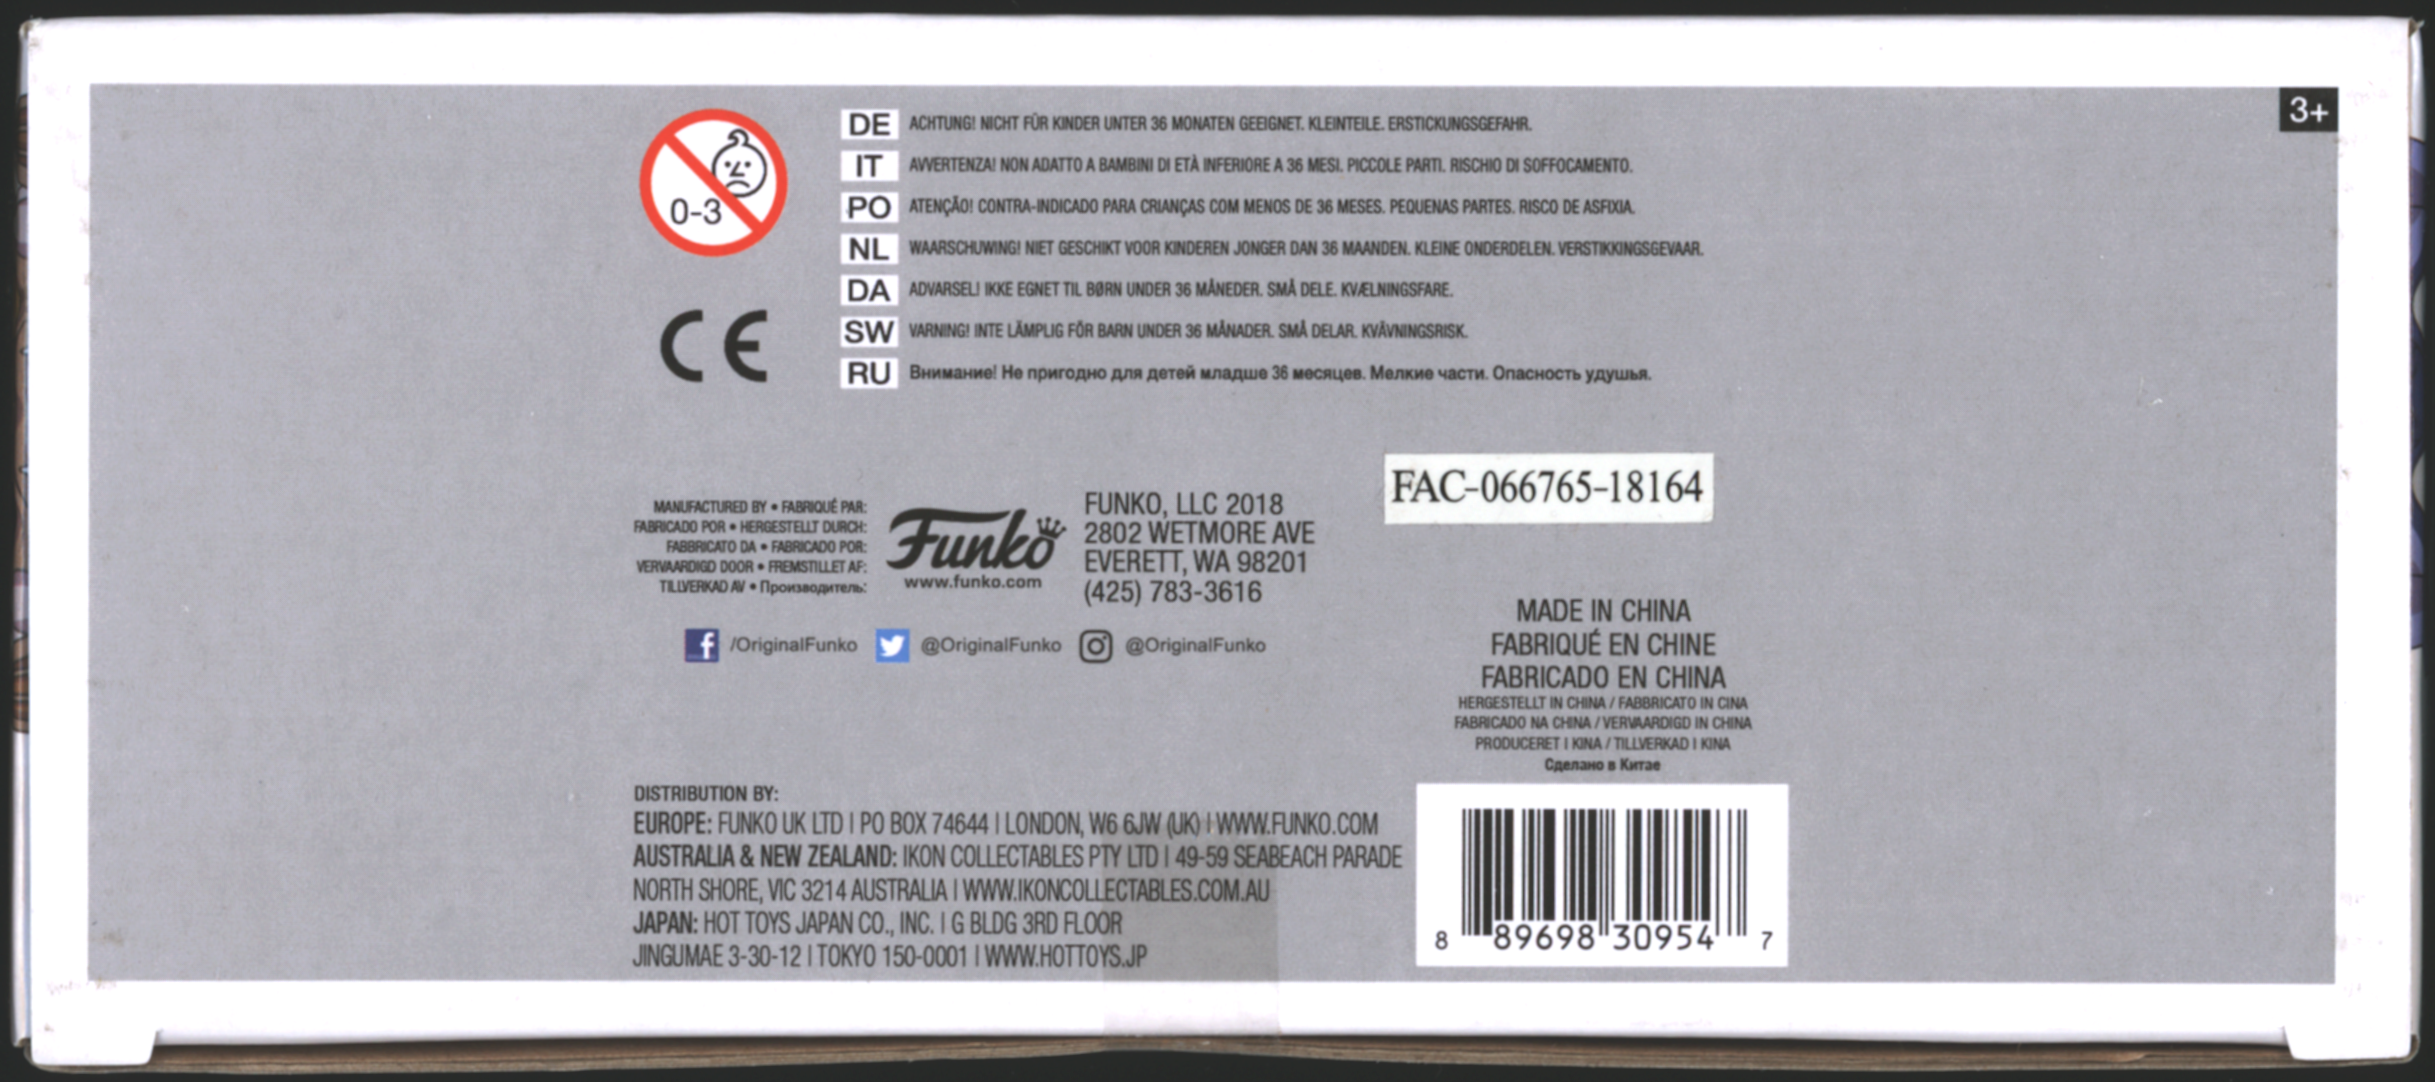 3+
0-3
DE ACHTUNG! NICHT FÜR KINDER UNTER 36 MONATEN GEEIGNET. KLEINTEILE. ERSTICKUNGSGEFAHR.
IT AVVERTENZA! NON ADATTO A BAMBINI DI ETÀ INFERIORE A 36 MESI. PICCOLE PARTI. RISCHIO DI SOFFOCAMENTO.
PO ATENÇÃO! CONTRA-INDICADO PARA CRIANÇAS COM MENOS DE 36 MESES. PEQUENAS PARTES. RISCO DE ASFIXIA.
NL WAARSCHUWING! NIET GESCHIKT VOOR KINDEREN JONGER DAN 36 MAANDEN. KLEINE ONDERDELEN. VERSTIKKINGSGEVAAR.
DA ADVARSEL! IKKE EGNET TIL BØRN UNDER 36 MÅNEDER. SMÅ DELE. KVÆLNINGSFARE.
SW VARNING! INTE LÄMPLIG FÖR BARN UNDER 36 MÅNADER. SMÅ DELAR. KVÄVNINGSRISK.
RU Внимание! Не пригодно для детей младше 36 месяцев. Мелкие части. Опасность удушья.
CE
MANUFACTURED BY • FABRIQUÉ PAR:
FABRICADO POR • HERGESTELLT DURCH:
FABBRICATO DA • FABRICADO POR:
VERVAARDIGD DOOR • FREMSTILLET AF:
TILLVERKAD AV • Производитель:
Funko
www.funko.com
FUNKO, LLC 2018
2802 WETMORE AVE
EVERETT, WA 98201
(425) 783-3616
FAC-066765-18164
/OriginalFunko @OriginalFunko @OriginalFunko
MADE IN CHINA
FABRIQUÉ EN CHINE
FABRICADO EN CHINA
HERGESTELLT IN CHINA / FABBRICATO IN CINA
FABRICADO NA CHINA / VERVAARDIGD IN CHINA
PRODUCERET I KINA / TILLVERKAD I KINA
Сделано в Китае
DISTRIBUTION BY:
EUROPE: FUNKO UK LTD | PO BOX 74644 | LONDON, W6 6JW (UK) | WWW.FUNKO.COM
AUSTRALIA & NEW ZEALAND: IKON COLLECTABLES PTY LTD | 49-59 SEABEACH PARADE
NORTH SHORE, VIC 3214 AUSTRALIA | WWW.IKONCOLLECTABLES.COM.AU
JAPAN: HOT TOYS JAPAN CO., INC. | G BLDG 3RD FLOOR
JINGUMAE 3-30-12 | TOKYO 150-0001 | WWW.HOTTOYS.JP
8 89698 30954 7